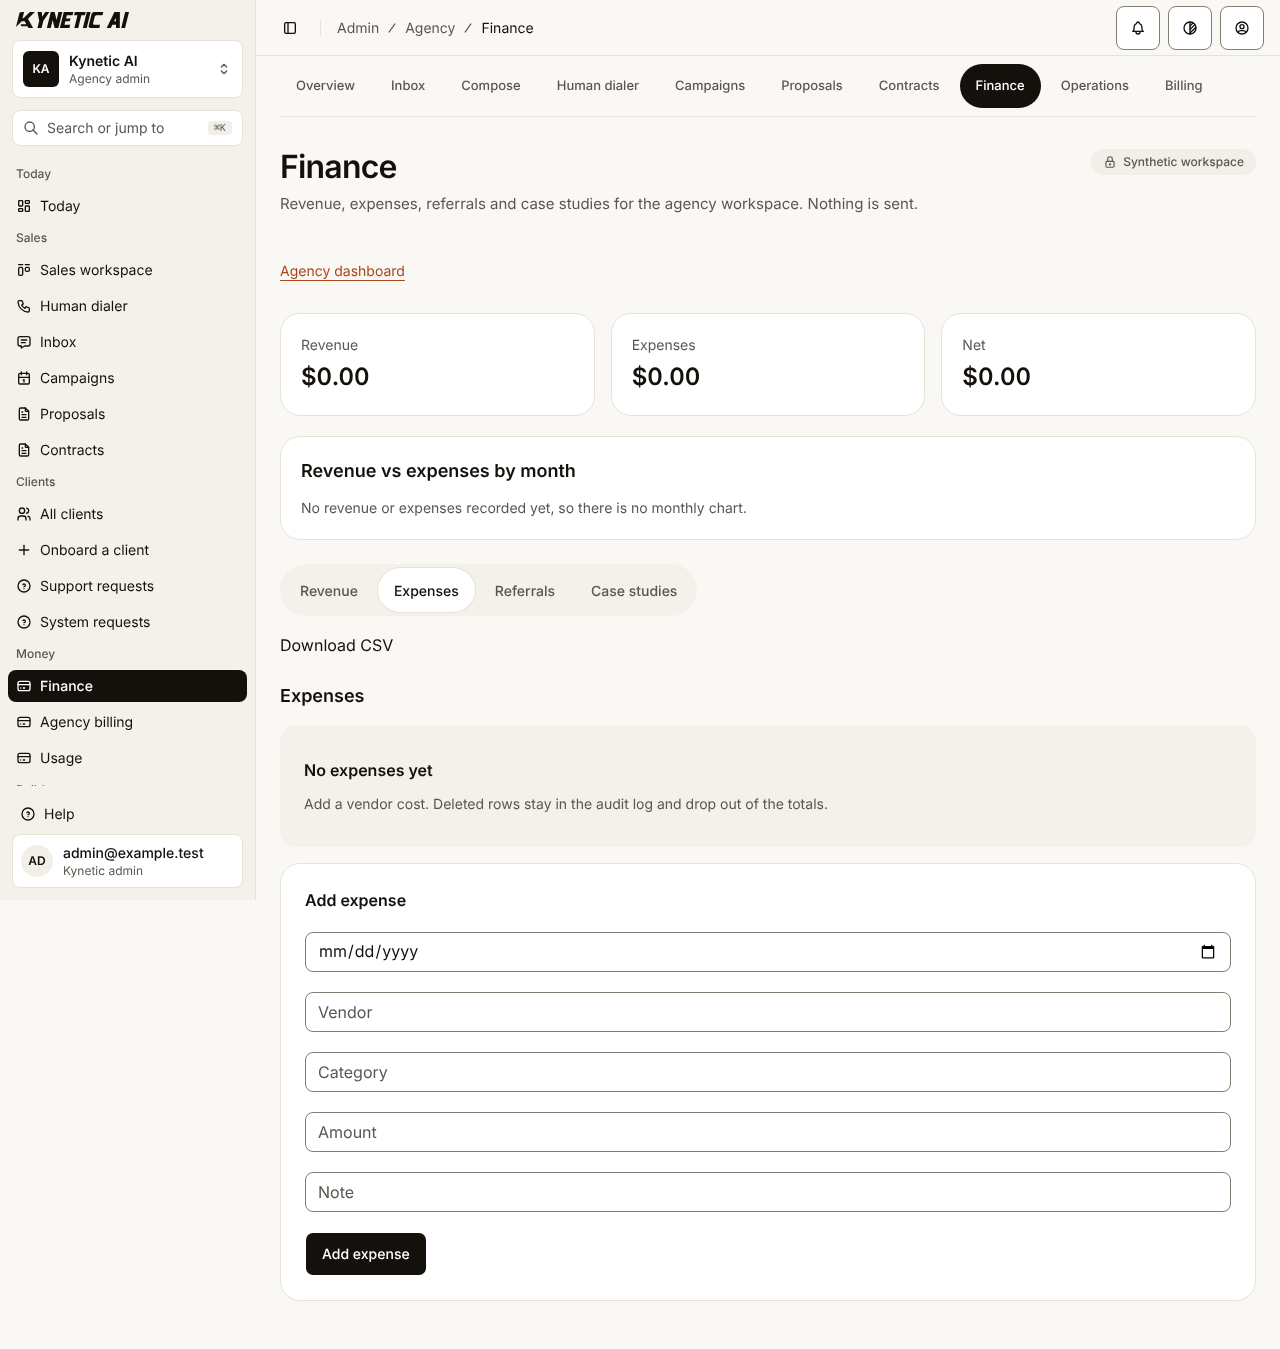 KYNETIC AI
KA
Kynetic AI
Agency admin
Search or jump to
⌘K
Today
Today
Sales
Sales workspace
Human dialer
Inbox
Campaigns
Proposals
Contracts
Clients
All clients
Onboard a client
Support requests
System requests
Money
Finance
Agency billing
Usage
Help
AD
admin@example.test
Kynetic admin
Admin / Agency / Finance
Overview Inbox Compose Human dialer Campaigns Proposals Contracts Finance Operations Billing
Finance
Synthetic workspace
Revenue, expenses, referrals and case studies for the agency workspace. Nothing is sent.
Agency dashboard
Revenue
$0.00
Expenses
$0.00
Net
$0.00
Revenue vs expenses by month
No revenue or expenses recorded yet, so there is no monthly chart.
Revenue Expenses Referrals Case studies
Download CSV
Expenses
No expenses yet
Add a vendor cost. Deleted rows stay in the audit log and drop out of the totals.
Add expense
mm/dd/yyyy
Vendor
Category
Amount
Note
Add expense